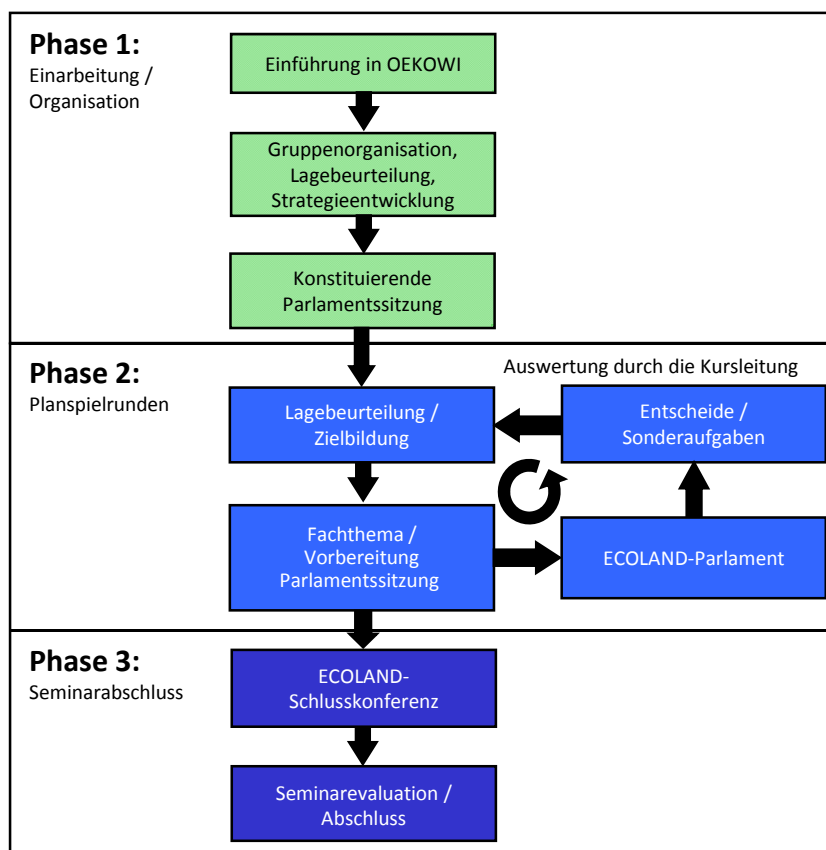 Phase 1:
Einarbeitung /
Organisation
Einführung in OEKOWI
Gruppenorganisation,
Lagebeurteilung,
Strategieentwicklung
Konstituierende
Parlamentssitzung
Phase 2:
Planspielrunden
Auswertung durch die Kursleitung
Lagebeurteilung /
Zielbildung
Entscheide /
Sonderaufgaben
Fachthema /
Vorbereitung
Parlamentssitzung
ECOLAND-Parlament
Phase 3:
Seminarabschluss
ECOLAND-
Schlusskonferenz
Seminarevaluation /
Abschluss